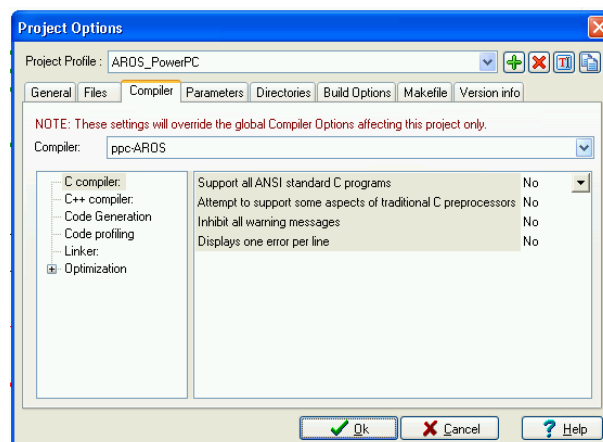 Project Options
Project Profile : AROS_PowerPC
General Files Compiler Parameters Directories Build Options Makefile Version info
NOTE: These settings will override the global Compiler Options affecting this project only.
Compiler: ppc-AROS
C compiler: Support all ANSI standard C programs No
C++ compiler: Attempt to support some aspects of traditional C preprocessors No
Code Generation Inhibit all warning messages No
Code profiling Displays one error per line No
Linker:
Optimization
Ok Cancel Help